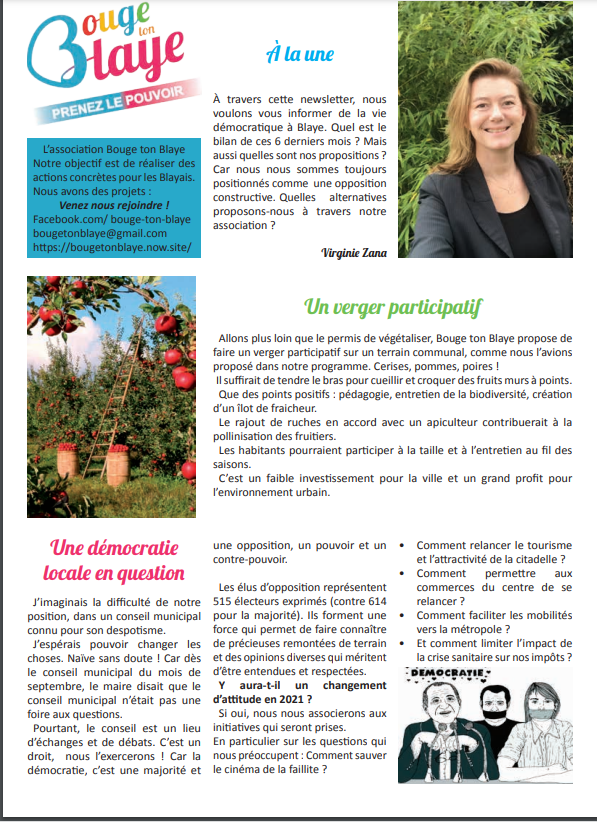 Bouge
ton
Blaye
PRENEZ LE POUVOIR
L'association Bouge ton Blaye
Notre objectif est de réaliser des
actions concrètes pour les Blayais.
Nous avons des projets :
Venez nous rejoindre !
Facebook.com/ bouge-ton-blaye
bougetonblaye@gmail.com
https://bougetonblaye.now.site/
À la une
À travers cette newsletter, nous
voulons vous informer de la vie
démocratique à Blaye. Quel est le
bilan de ces 6 derniers mois ? Mais
aussi quelles sont nos propositions ?
Car nous nous sommes toujours
positionnés comme une opposition
constructive. Quelles alternatives
proposons-nous à travers notre
association ?
Virginie Zana
Un verger participatif
Allons plus loin que le permis de végétaliser, Bouge ton Blaye propose de
faire un verger participatif sur un terrain communal, comme nous l'avions
proposé dans notre programme. Cerises, pommes, poires !
Il suffirait de tendre le bras pour cueillir et croquer des fruits murs à points.
Que des points positifs : pédagogie, entretien de la biodiversité, création
d'un îlot de fraicheur.
Le rajout de ruches en accord avec un apiculteur contribuerait à la
pollinisation des fruitiers.
Les habitants pourraient participer à la taille et à l'entretien au fil des
saisons.
C'est un faible investissement pour la ville et un grand profit pour
l'environnement urbain.
Une démocratie
locale en question
J'imaginais la difficulté de notre
position, dans un conseil municipal
connu pour son despotisme.
J'espérais pouvoir changer les
choses. Naïve sans doute ! Car dès
le conseil municipal du mois de
septembre, le maire disait que le
conseil municipal n'était pas une
foire aux questions.
Pourtant, le conseil est un lieu
d'échanges et de débats. C'est un
droit, nous l'exercerons ! Car la
démocratie, c'est une majorité et
une opposition, un pouvoir et un
contre-pouvoir.
Les élus d'opposition représentent
515 électeurs exprimés (contre 614
pour la majorité). Ils forment une
force qui permet de faire connaître
de précieuses remontées de terrain
et des opinions diverses qui méritent
d'être entendues et respectées.
Y aura-t-il un changement
d'attitude en 2021 ?
Si oui, nous nous associerons aux
initiatives qui seront prises.
En particulier sur les questions qui
nous préoccupent : Comment sauver
le cinéma de la faillite ?
• Comment relancer le tourisme
et l'attractivité de la citadelle ?
• Comment permettre aux
commerces du centre de se
relancer ?
• Comment faciliter les mobilités
vers la métropole ?
• Et comment limiter l'impact de
la crise sanitaire sur nos impôts ?
DEMOCRATIE